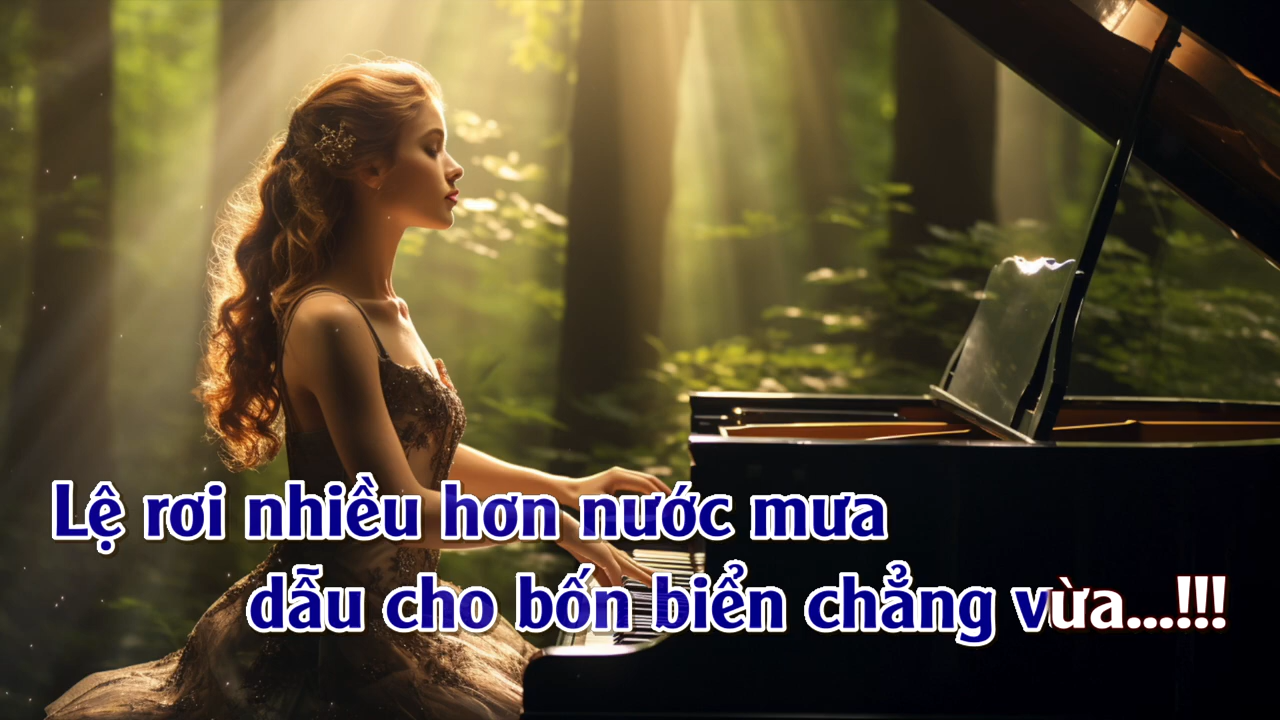 Lệ rơi nhiều hơn nước mưa
dẫu cho bốn biển chẳng vừa...!!!